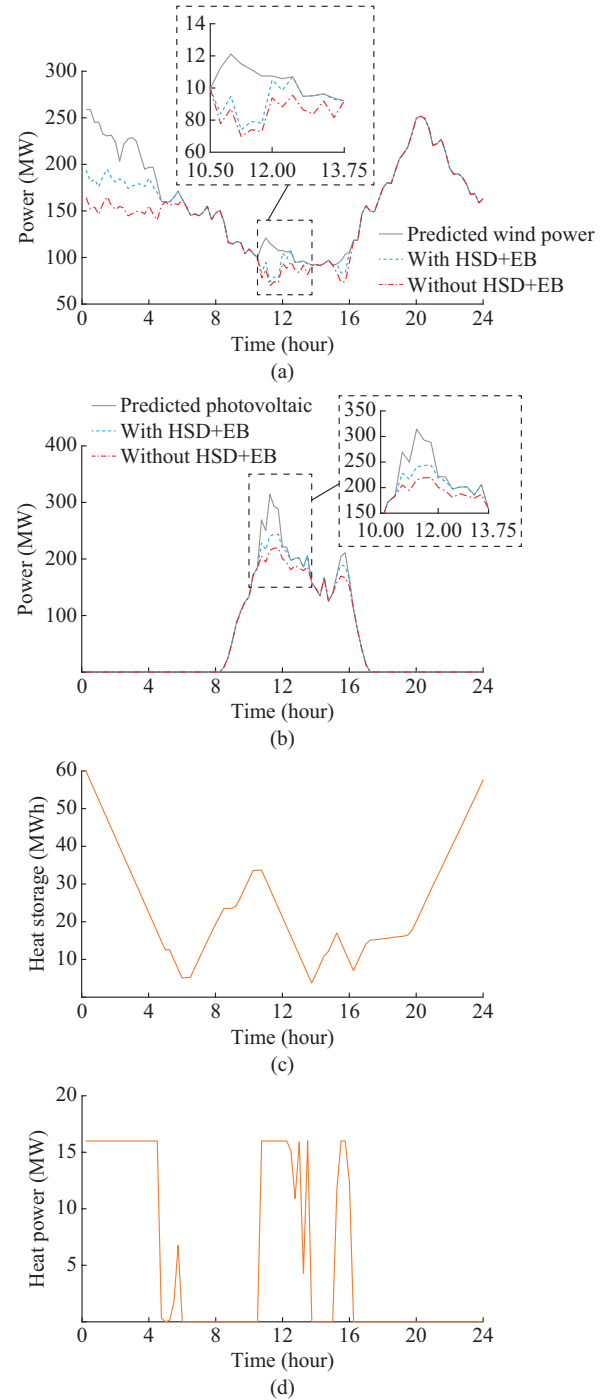 14
12
10
80
60
10.50 12.00 13.75
300
250
200
150
100
50
Power (MW)
Predicted wind power
With HSD+EB
Without HSD+EB
0 4 8 12 16 20 24
Time (hour)
(a)
Predicted photovoltaic
With HSD+EB
Without HSD+EB
350
300
250
200
150
10.00 12.00 13.75
400
300
200
100
Power (MW)
0 4 8 12 16 20 24
Time (hour)
(b)
60
50
40
30
20
10
Heat storage (MWh)
0 4 8 12 16 20 24
Time (hour)
(c)
20
15
10
5
Heat power (MW)
0 4 8 12 16 20 24
Time (hour)
(d)